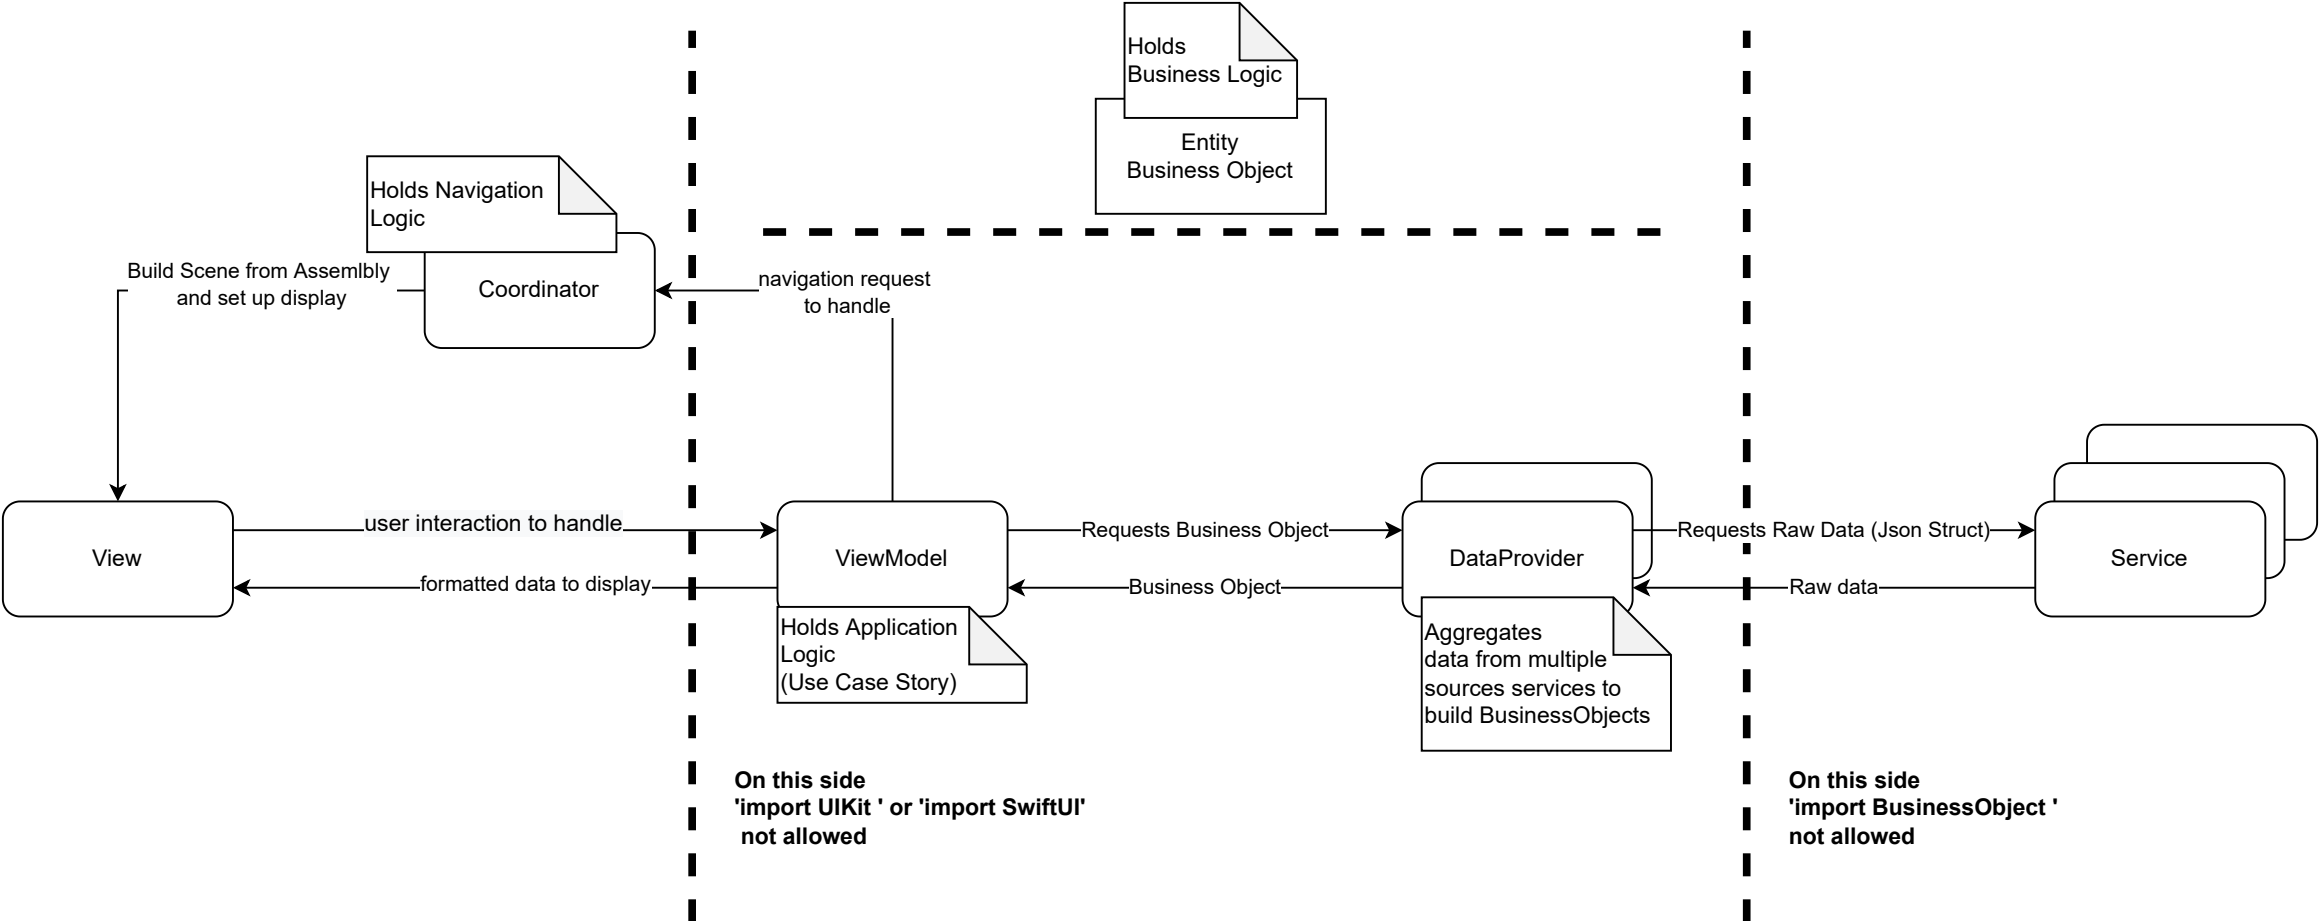 Holds
Business Logic
Entity
Business Object
Holds Navigation
Logic
Coordinator
Build Scene from Assemlbly
and set up display
navigation request
to handle
View
user interaction to handle
formatted data to display
ViewModel
Holds Application
Logic
(Use Case Story)
Requests Business Object
Business Object
DataProvider
Aggregates
data from multiple
sources services to
build BusinessObjects
Requests Raw Data (Json Struct)
Raw data
Service
On this side
'import UIKit ' or 'import SwiftUI'
not allowed
On this side
'import BusinessObject '
not allowed